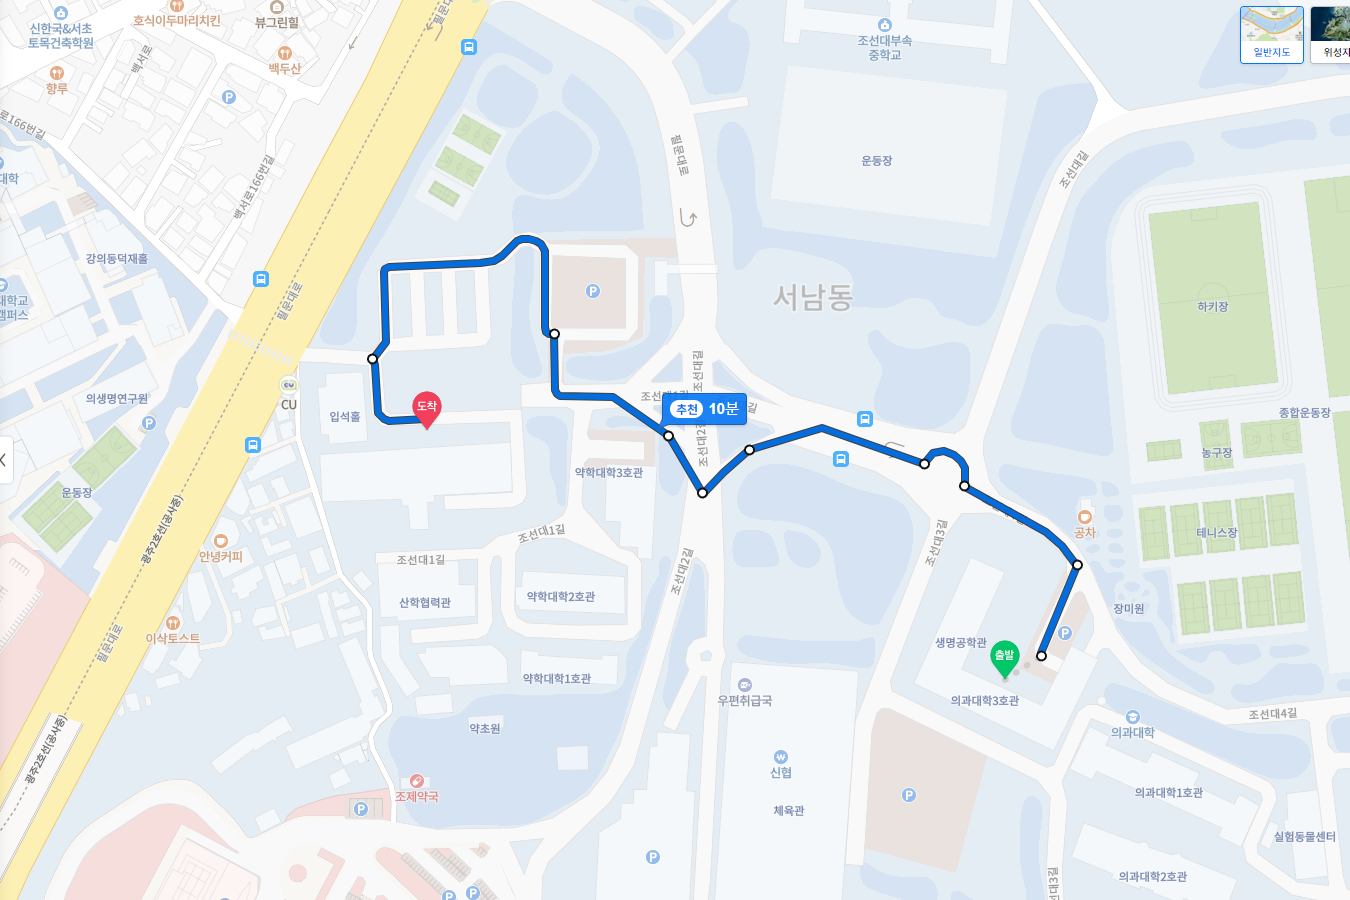 호식이두마리치킨
신한국&서초
토목건축학원
뷰그린힐
백서로
백두산
향루
필문대로
조선대부속
중학교
일반지도
위성지
로166번길
백서로166번길
필문대로
운동장
조선대길
대학
강의동덕재홀
서남동
대학교
캠퍼스
필문대로
하키장
조선대길
의생명연구원
CU
입석홀
도착
조선대1길
추천 10분
길
종합운동장
조선대2길
농구장
운동장
약학대학3호관
광주2호선(공사중)
안녕커피
조선대1길
조선대1길
조선대3길
공차
테니스장
조선대2길
산학협력관
약학대학2호관
장미원
필문대로
이삭토스트
생명공학관
출발
약학대학1호관
우편취급국
의과대학3호관
약초원
조선대4길
의과대학
광주2호선(공사중)
신협
조제약국
체육관
의과대학1호관
실험동물센터
의과대학2호관
대3길